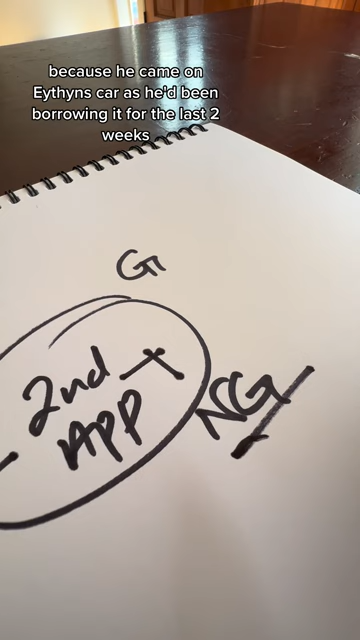 because he came on
Eythyns car as he'd been
borrowing it for the last 2
weeks
G
2nd
APP
NG